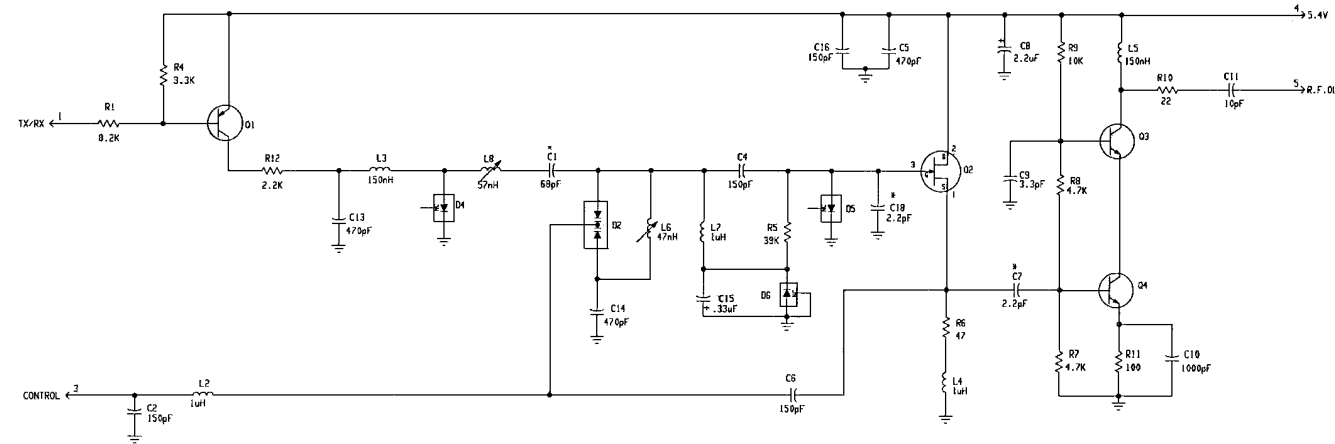 4
5.4V
C16
150pF
C5
470pF
C8
2.2uF
R9
10K
L5
150nH
R4
3.3K
R10
22
C11
10pF
5
R.F.OU
TX/RX
1
R1
8.2K
Q1
Q3
R12
2.2K
L3
150nH
L8
57nH
*
C1
68pF
C4
150pF
3
2
D
G
S
1
Q2
C9
3.3pF
R8
4.7K
D4
C13
470pF
D2
L6
47nH
L7
1uH
R5
39K
D5
*
C18
2.2pF
C15
.33uF
D6
*
C7
2.2pF
Q4
C14
470pF
R6
47
R7
4.7K
R11
100
C10
1000pF
CONTROL
3
L2
1uH
C6
150pF
L4
1uH
C2
150pF